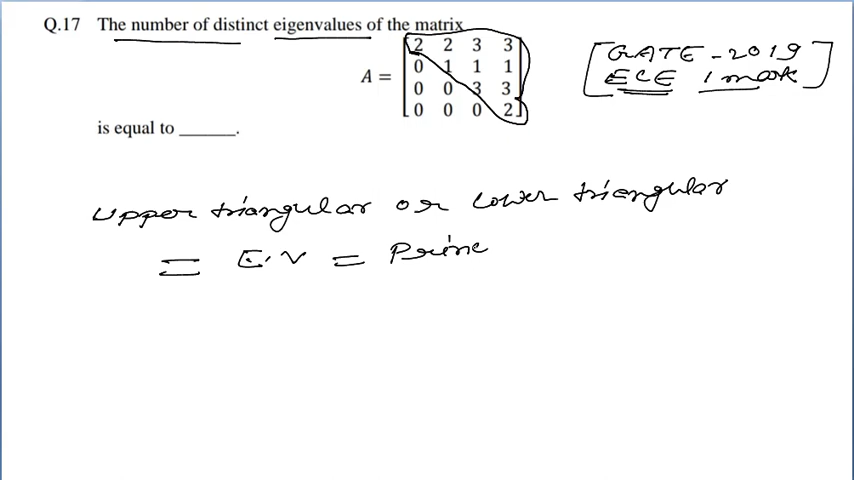 Q.17 The number of distinct eigenvalues of the matrix
2 2 3 3
A = 0 1 1 1
0 0 3 3
0 0 0 2
is equal to ______.
[GATE - 2019
ECE 1 mark]
Upper triangular or Lower triangular
= E.V = Princ